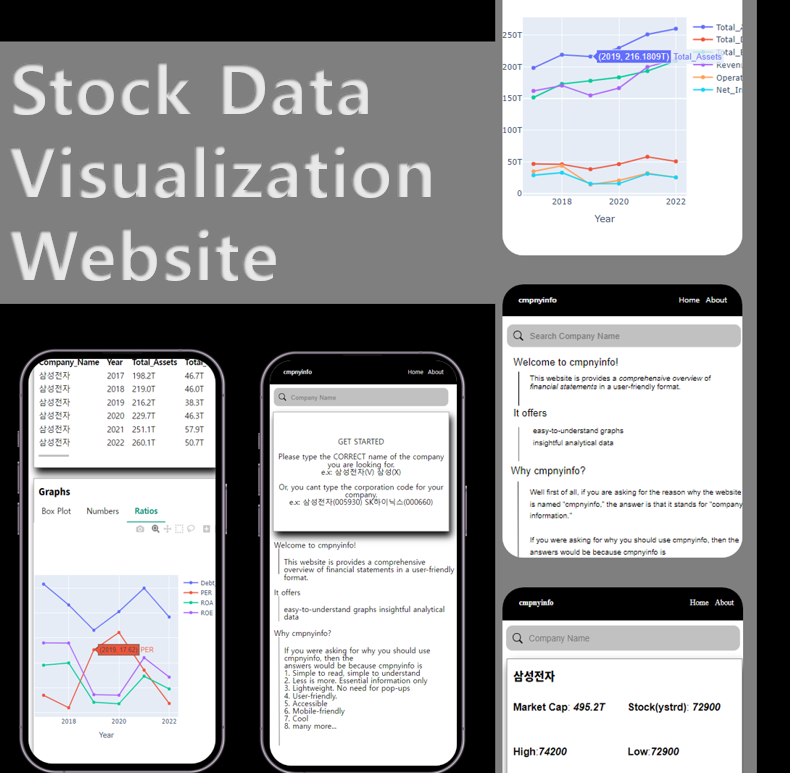 Stock Data
Visualization
Website
250T
200T
150T
100T
50T
0
2018
2020
2022
Year
(2019, 216.1809T)
Total_Assets
Net_In
cmpnyinfo
Home About
Search Company Name
Welcome to cmpnyinfo!
This website is provides a comprehensive overview of
financial statements in a user-friendly format.
It offers
easy-to-understand graphs
insightful analytical data
Why cmpnyinfo?
Well first of all, if you are asking for the reason why the website
is named "cmpnyinfo," the answer is that it stands for "company
information."
If you were asking for why you should use cmpnyinfo, then the
answers would be because cmpnyinfo is
Company_Name Year Total_Assets Total_
삼성전자 2017 198.2T 46.7T
삼성전자 2018 219.0T 46.0T
삼성전자 2019 216.2T 38.3T
삼성전자 2020 229.7T 46.3T
삼성전자 2021 251.1T 57.9T
삼성전자 2022 260.1T 50.7T
Graphs
Box Plot Numbers Ratios
Debt
PER
ROA
ROE
(2019, 17.62) PER
2018 2020 2022
Year
cmpnyinfo
Home About
Company Name
GET STARTED
Please type the CORRECT name of the company
you are looking for.
e.x: 삼성전자(V) 삼성(X)
Or, you cant type the corporation code for your
company.
e.x: 삼성전자(005930) SK하이닉스(000660)
Welcome to cmpnyinfo!
This website is provides a comprehensive
overview of financial statements in a user-friendly
format.
It offers
easy-to-understand graphs insightful analytical
data
Why cmpnyinfo?
If you were asking for why you should use
cmpnyinfo, then the
answers would be because cmpnyinfo is
1. Simple to read, simple to understand
2. Less is more. Essential information only
3. Lightweight. No need for pop-ups
4. User-friendly.
5. Accessible
6. Mobile-friendly
7. Cool
8. many more...
cmpnyinfo
Home About
Company Name
삼성전자
Market Cap: 495.2T Stock(ystrd): 72900
High:74200 Low:72900